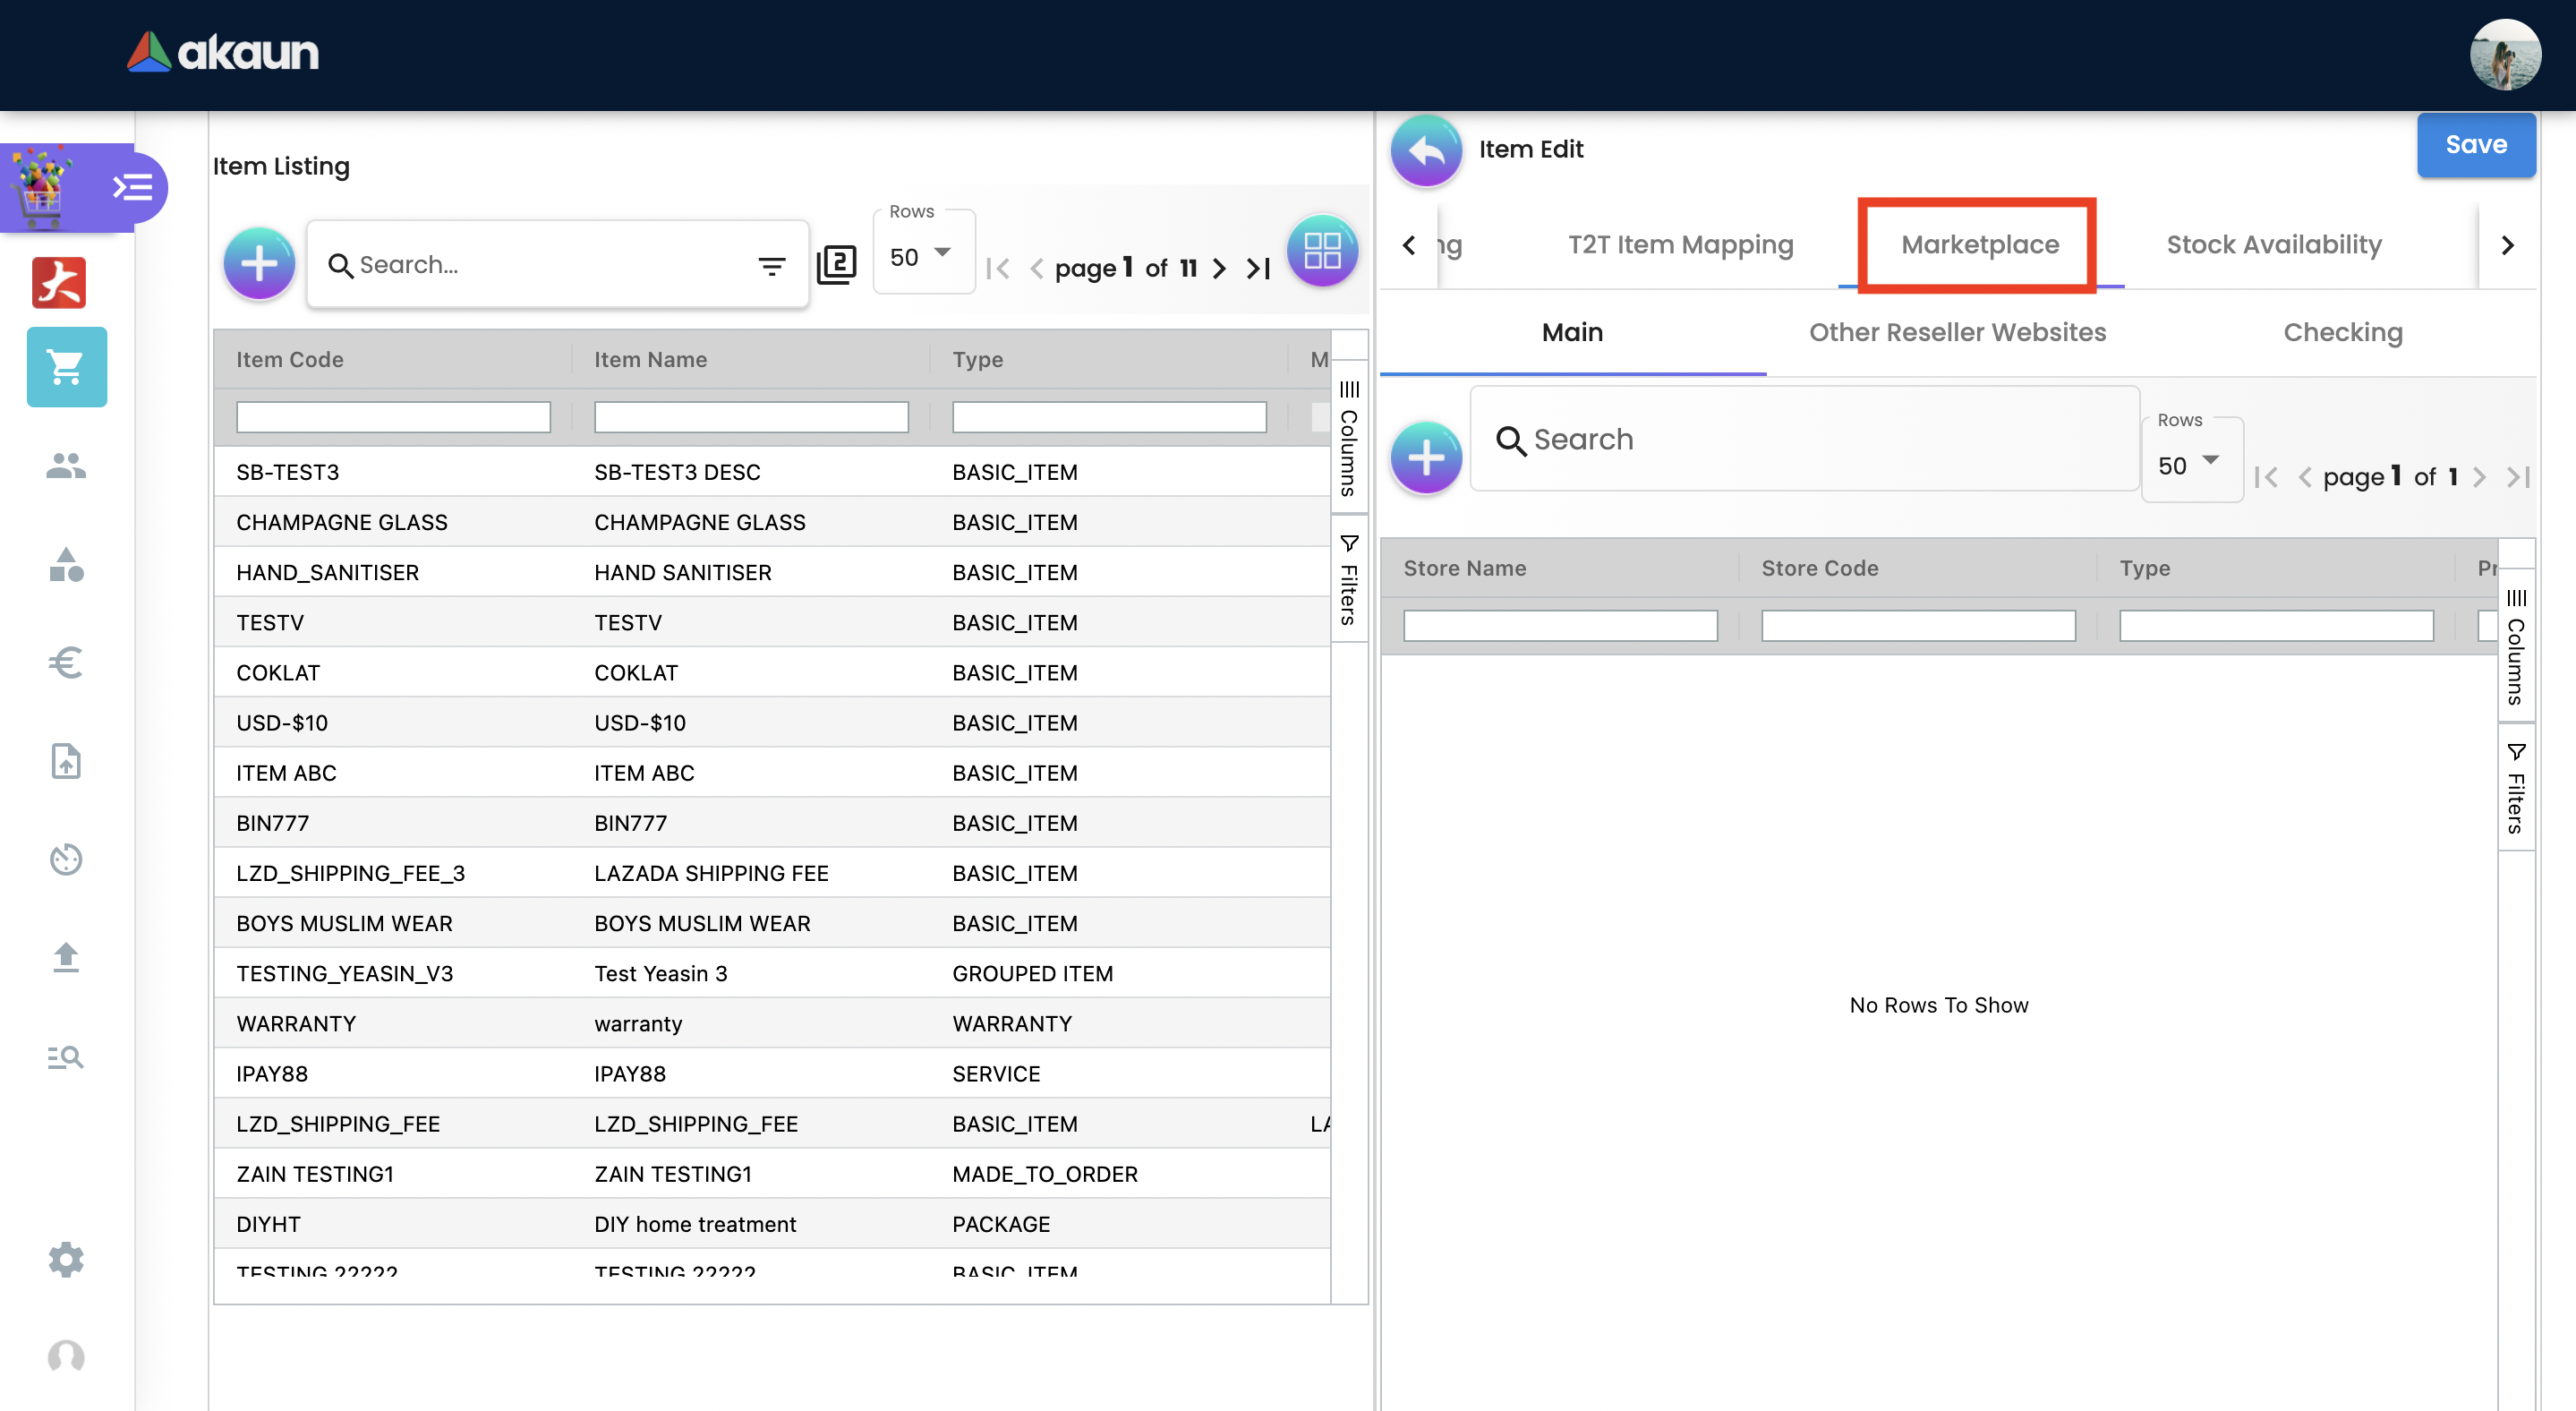 akaun
Item Listing
Search...
2
Rows
50
page 1 of 11
Item Code Item Name Type M
SB-TEST3 SB-TEST3 DESC BASIC_ITEM
CHAMPAGNE GLASS CHAMPAGNE GLASS BASIC_ITEM
HAND_SANITISER HAND SANITISER BASIC_ITEM
TESTV TESTV BASIC_ITEM
COKLAT COKLAT BASIC_ITEM
USD-$10 USD-$10 BASIC_ITEM
ITEM ABC ITEM ABC BASIC_ITEM
BIN777 BIN777 BASIC_ITEM
LZD_SHIPPING_FEE_3 LAZADA SHIPPING FEE BASIC_ITEM
BOYS MUSLIM WEAR BOYS MUSLIM WEAR BASIC_ITEM
TESTING_YEASIN_V3 Test Yeasin 3 GROUPED ITEM
WARRANTY warranty WARRANTY
IPAY88 IPAY88 SERVICE
LZD_SHIPPING_FEE LZD_SHIPPING_FEE BASIC_ITEM LA
ZAIN TESTING1 ZAIN TESTING1 MADE_TO_ORDER
DIYHT DIY home treatment PACKAGE
TESTING 22222 TESTING 22222 BASIC_ITEM
Columns
Filters
Item Edit
Save
ng T2T Item Mapping Marketplace Stock Availability
Main Other Reseller Websites Checking
Search
Rows
50
page 1 of 1
Store Name Store Code Type Pr
No Rows To Show
Columns
Filters